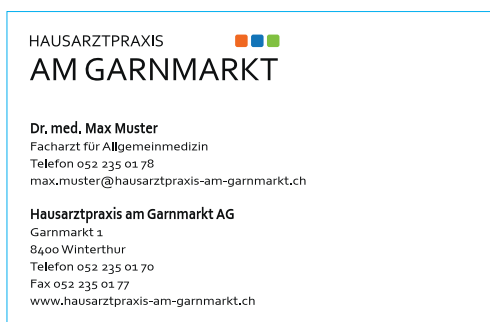 HAUSARZTPRAXIS
AM GARNMARKT
Dr. med. Max Muster
Facharzt für Allgemeinmedizin
Telefon 052 235 01 78
max.muster@hausarztpraxis-am-garnmarkt.ch
Hausarztpraxis am Garnmarkt AG
Garnmarkt 1
8400 Winterthur
Telefon 052 235 01 70
Fax 052 235 01 77
www.hausarztpraxis-am-garnmarkt.ch